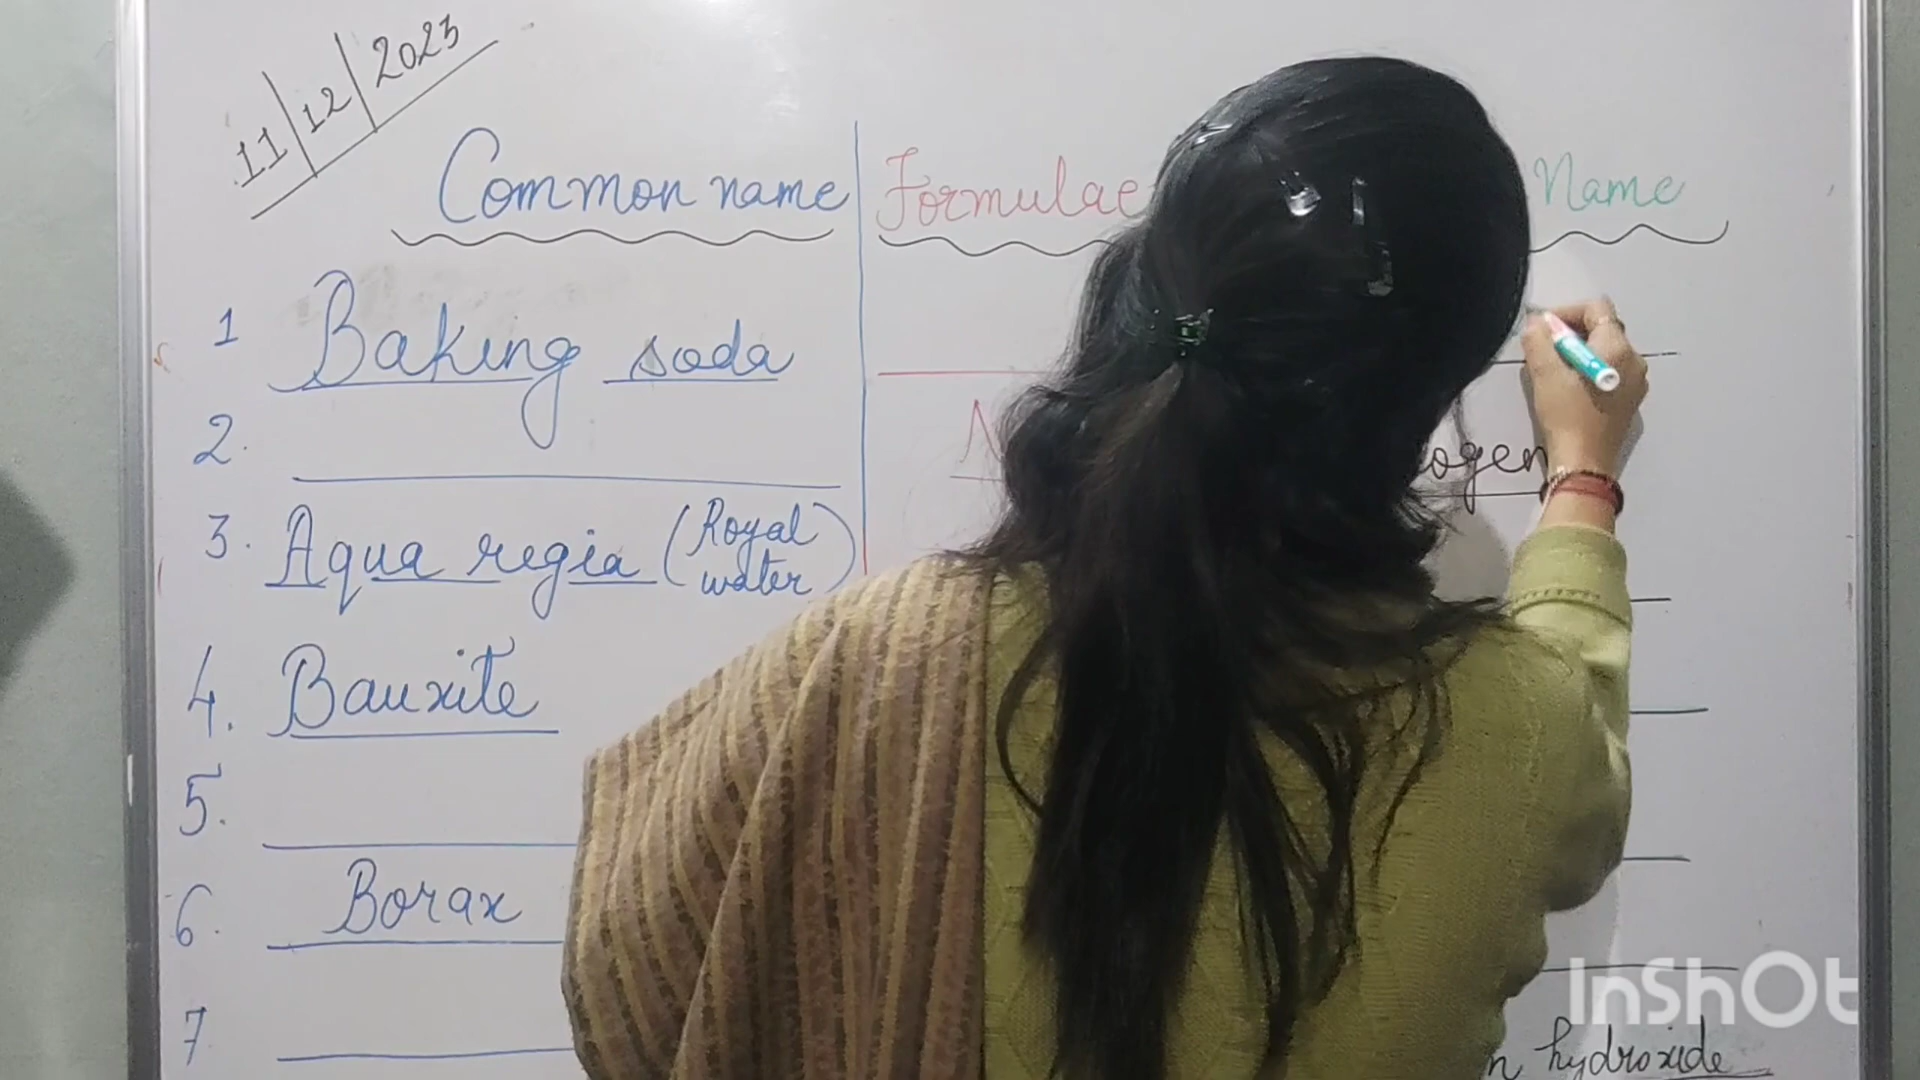 11/12/2023
Common name Formulae Name
1 Baking soda
2.
3. Aqua regia (Royal water)
ogen
4. Bauxite
5.
6. Borax
7
n hydroxide
InShOt